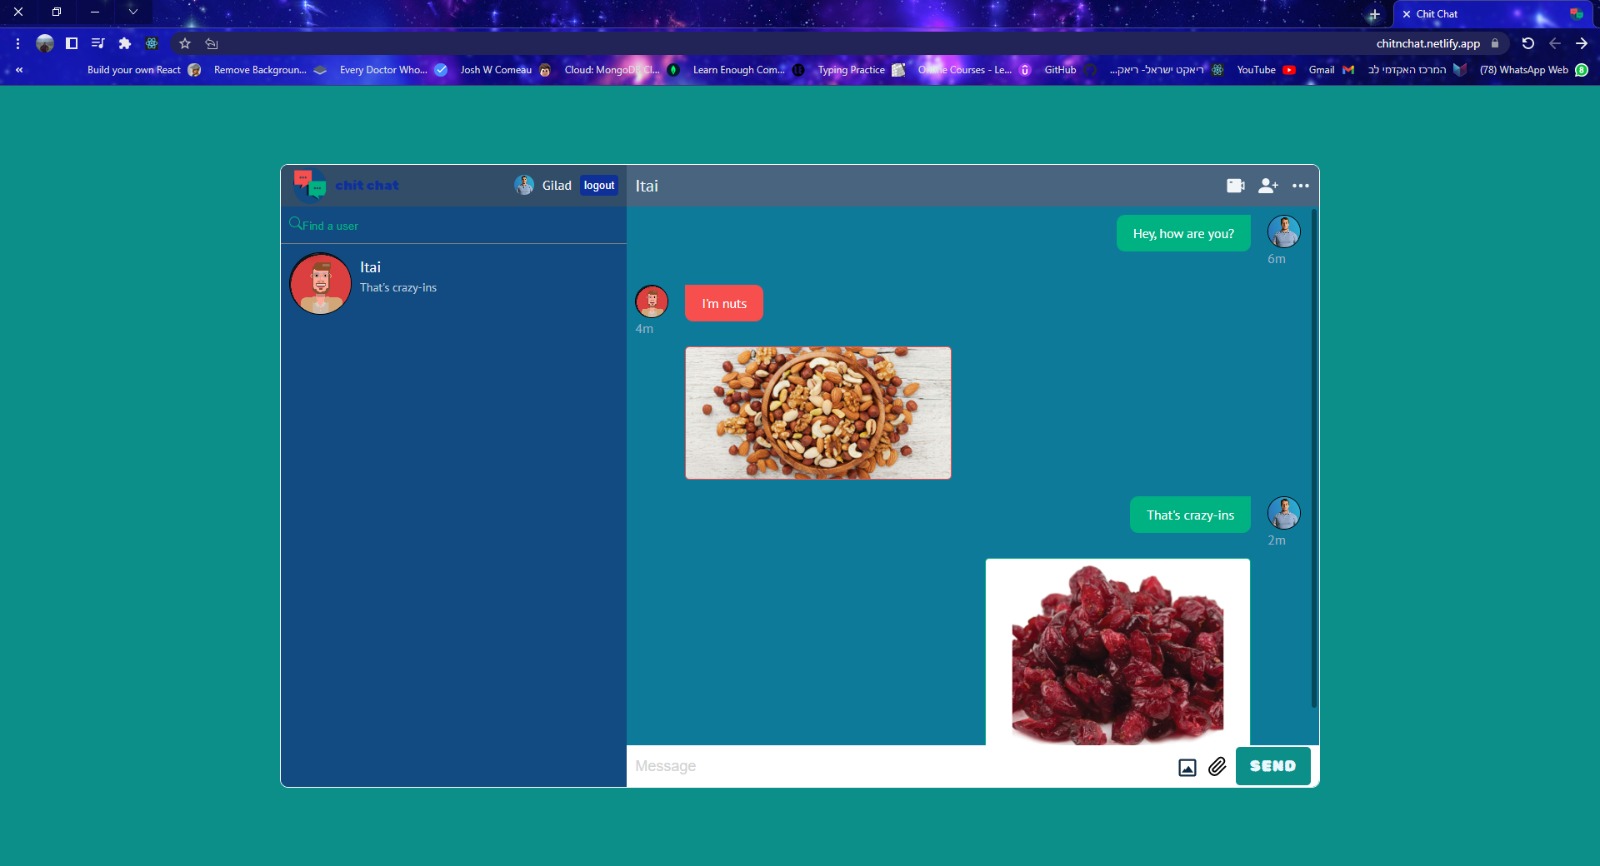 Chit Chat
chitnchat.netlify.app
Build your own React
Remove Backgroun...
Every Doctor Who...
Josh W Comeau
Cloud: MongoDB Cl...
Learn Enough Com...
Typing Practice
Online Courses - Le...
GitHub
ריאקט ישראל- ריאק...
YouTube
Gmail
המרכז האקדמי לב
(78) WhatsApp Web
chit chat
Gilad
logout
Itai
Find a user
Itai
That's crazy-ins
Hey, how are you?
6m
I'm nuts
4m
That's crazy-ins
2m
Message
SEND